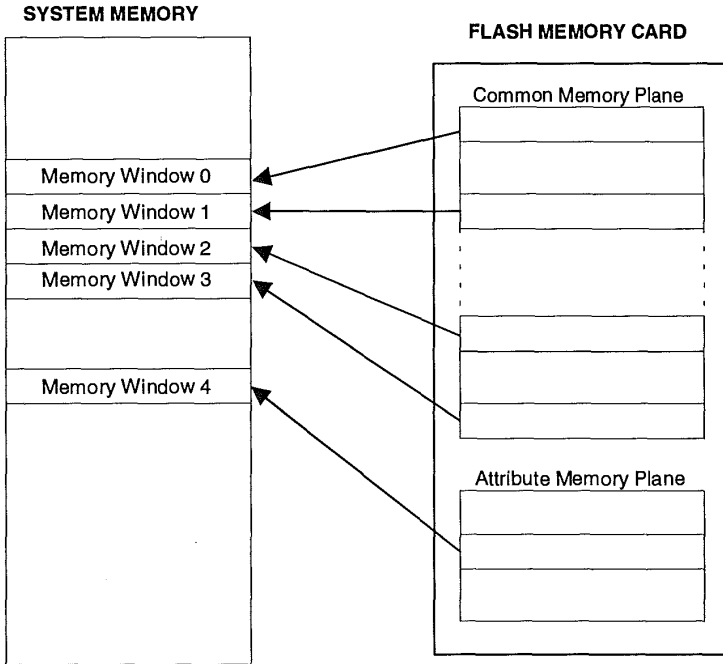 SYSTEM MEMORY
FLASH MEMORY CARD
Common Memory Plane
Memory Window 0
Memory Window 1
Memory Window 2
Memory Window 3
Memory Window 4
Attribute Memory Plane